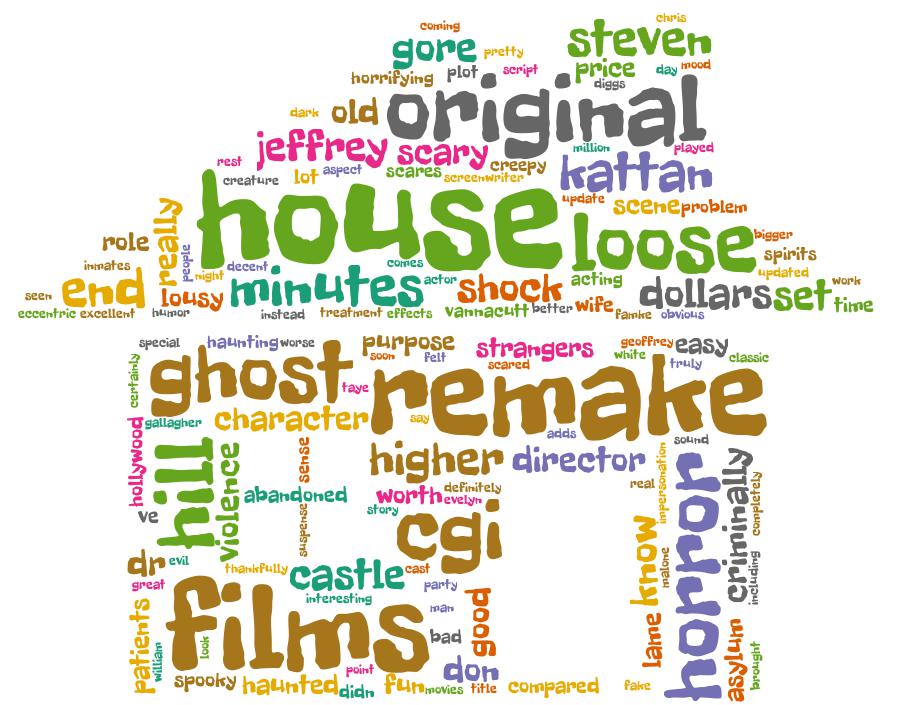 coming
chris
gore
pretty
steven
horrifying
plot
script
price
day
mood
diggs
dark
old
original
jeffrey
scary
million
played
rest
aspect
creepy
creature
lot
scares
screenwriter
kattan
house
update
scene
problem
really
people
role
loose
bigger
spirits
inmates
night
decent
comes
updated
seen
end
lousy
minutes
actor
shock
acting
dollars
set
work
time
eccentric
excellent
humor
instead
treatment
effects
vannacutt
better
wife
famke
obvious
special
haunting
worse
purpose
soon
felt
strangers
scared
geoffrey
white
easy
truly
classic
certainly
ghost
taye
remake
gallagher
character
say
adds
sound
hollywood
hill
violence
sense
higher
director
abandoned
worth
definitely
evelyn
real
impersonation
horror
criminally
completely
ve
suspense
story
cgi
dr
evil
thankfully
castle
cast
know
malone
including
great
interesting
party
films
man
good
lame
patients
william
look
bad
asylum
brought
point
don
spooky
haunted
didn
fun
movies
title
compared
fake